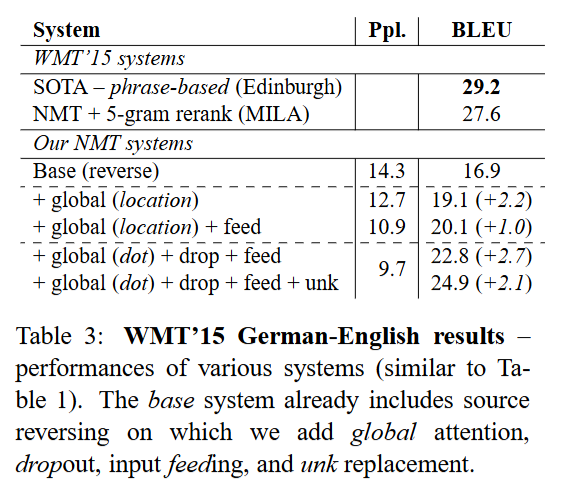 System Ppl. BLEU
WMT'15 systems
SOTA – phrase-based (Edinburgh) 29.2
NMT + 5-gram rerank (MILA) 27.6
Our NMT systems
Base (reverse) 14.3 16.9
+ global (location) 12.7 19.1 (+2.2)
+ global (location) + feed 10.9 20.1 (+1.0)
+ global (dot) + drop + feed 9.7 22.8 (+2.7)
+ global (dot) + drop + feed + unk 24.9 (+2.1)
Table 3: WMT'15 German-English results –
performances of various systems (similar to Ta-
ble 1). The base system already includes source
reversing on which we add global attention,
dropout, input feeding, and unk replacement.